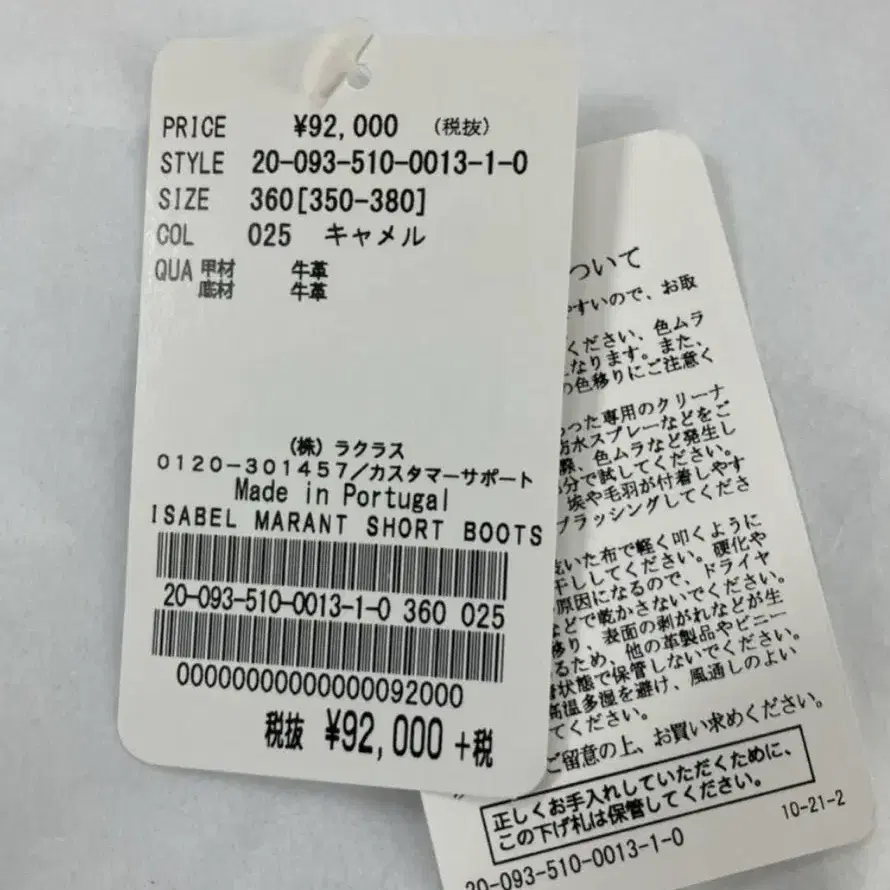 PRICE ¥92,000 (税抜)
STYLE 20-093-510-0013-1-0
SIZE 360[350-380]
COL 025 キャメル
QUA 甲材 牛革
底材 牛革
(株) ラクラス
0120-301457/カスタマーサポート
Made in Portugal
ISABEL MARANT SHORT BOOTS
20-093-510-0013-1-0 360 025
000000000000000092000
税抜 ¥92,000 +税
ついて
やすいので、お取
ください、色ムラ
なります。また、
の色移りにご注意く
った専用のクリーナ
防水スプレーなどをご
色ムラなど発生し
分で試してください。
埃や毛羽が付着しやす
ブラッシングしてくださ
乾いた布で軽く叩くように
干ししてください。硬化や
原因になるので、ドライヤ
などで乾かさないでください。
移り、表面の剥がれなどが生
るため、他の革製品やビニー
状態で保管しないでください。
高温多湿を避け、風通しのよい
てください。
ご留意の上、お買い求めください。
正しくお手入れしていただくために、
この下げ札は保管してください。
10-21-2
20-093-510-0013-1-0